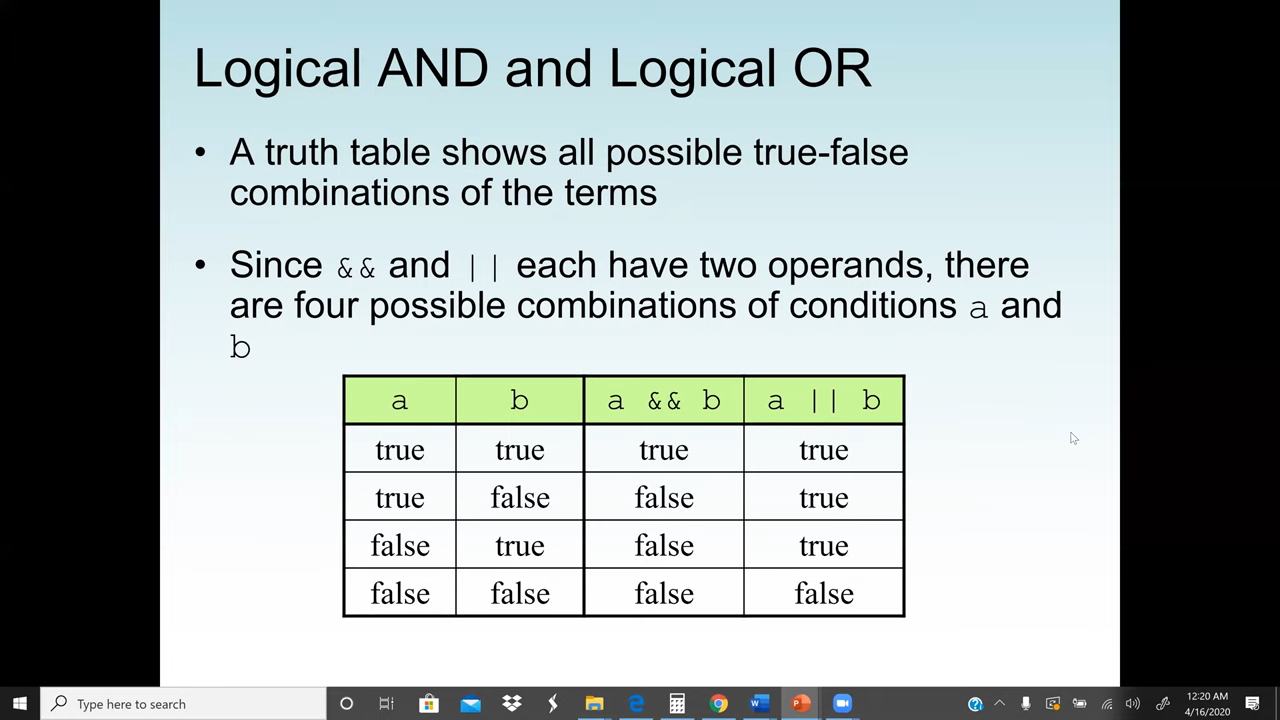 Logical AND and Logical OR
• A truth table shows all possible true-false
combinations of the terms
• Since && and || each have two operands, there
are four possible combinations of conditions a and
b
a b a && b a || b
true true true true
true false false true
false true false true
false false false false
Type here to search
12:20 AM
4/16/2020